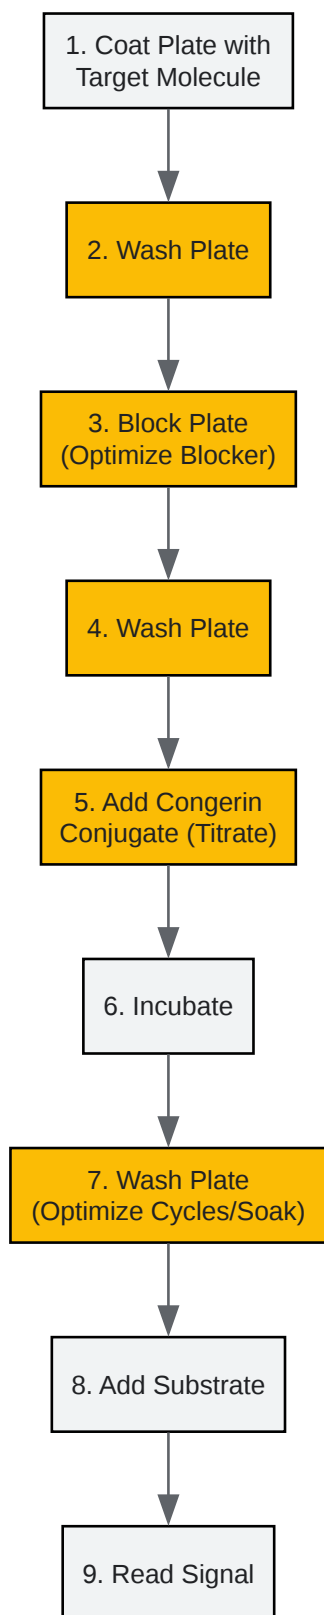 1. Coat Plate with
Target Molecule
2. Wash Plate
3. Block Plate
(Optimize Blocker)
4. Wash Plate
5. Add Congerin
Conjugate (Titrate)
6. Incubate
7. Wash Plate
(Optimize Cycles/Soak)
8. Add Substrate
9. Read Signal